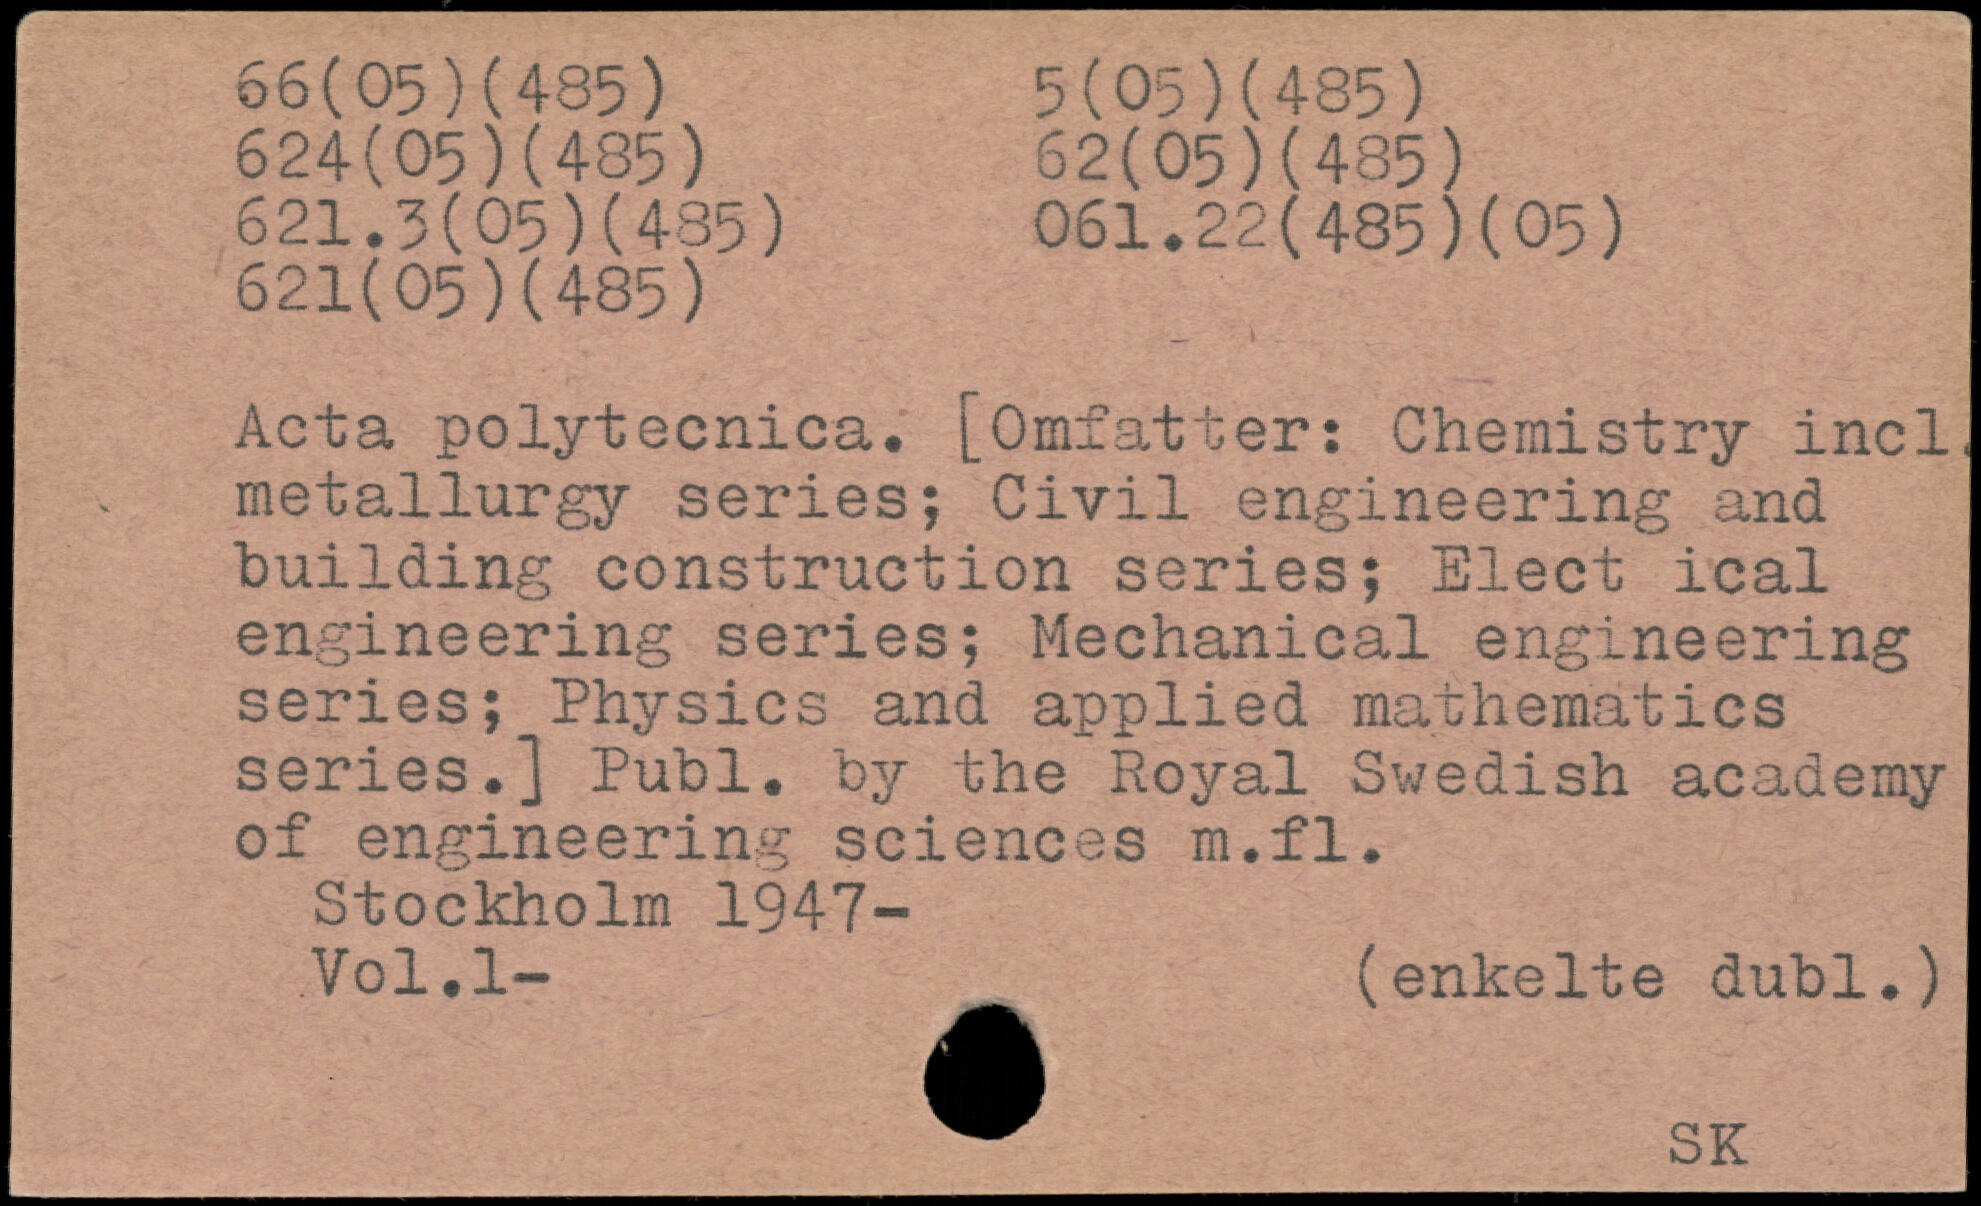 66(05)(485) 5(05)(485)
624(05)(485) 62(05)(485)
621.3(05)(485) 061.22(485)(05)
621(05)(485)
Acta polytecnica. [Omfatter: Chemistry incl.
metallurgy series; Civil engineering and
building construction series; Elect ical
engineering series; Mechanical engineering
series; Physics and applied mathematics
series.] Publ. by the Royal Swedish academy
of engineering sciences m.fl.
Stockholm 1947-
Vol.1- (enkelte dubl.)
SK